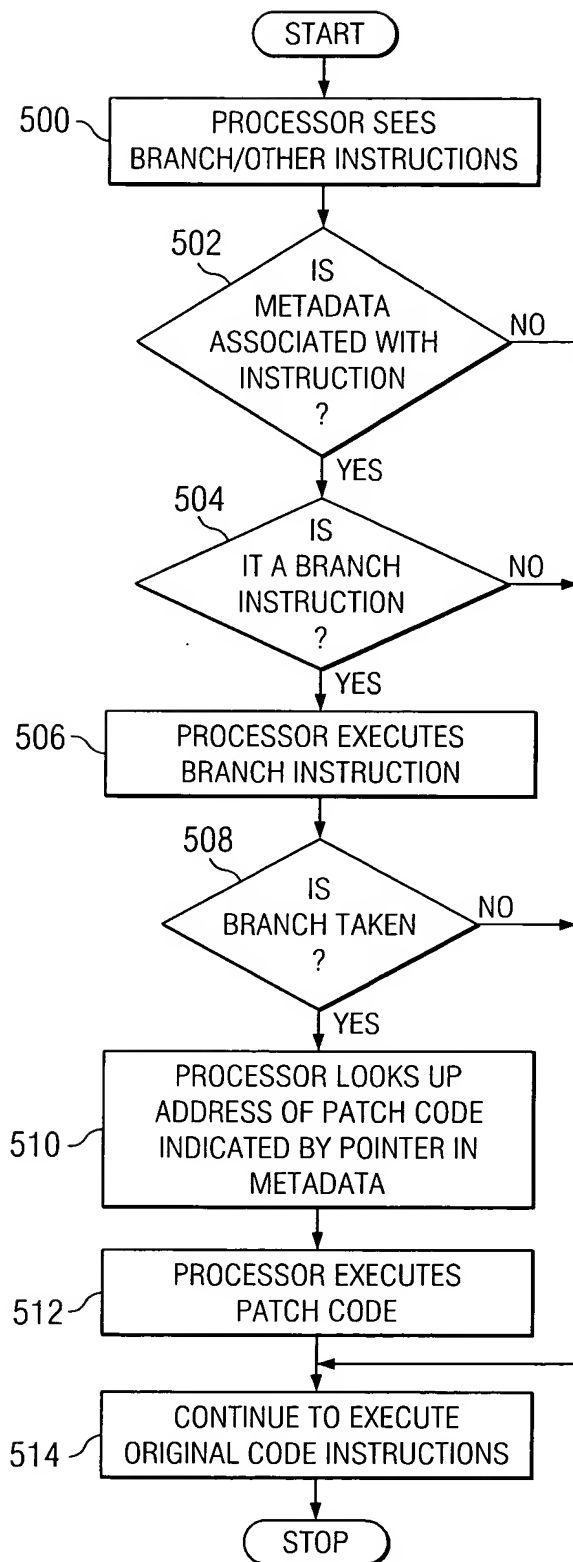 START
500
PROCESSOR SEES
BRANCH/OTHER INSTRUCTIONS
502
IS
METADATA
ASSOCIATED WITH
INSTRUCTION
?
NO
YES
504
IS
IT A BRANCH
INSTRUCTION
?
NO
YES
506
PROCESSOR EXECUTES
BRANCH INSTRUCTION
508
IS
BRANCH TAKEN
?
NO
YES
510
PROCESSOR LOOKS UP
ADDRESS OF PATCH CODE
INDICATED BY POINTER IN
METADATA
512
PROCESSOR EXECUTES
PATCH CODE
514
CONTINUE TO EXECUTE
ORIGINAL CODE INSTRUCTIONS
STOP